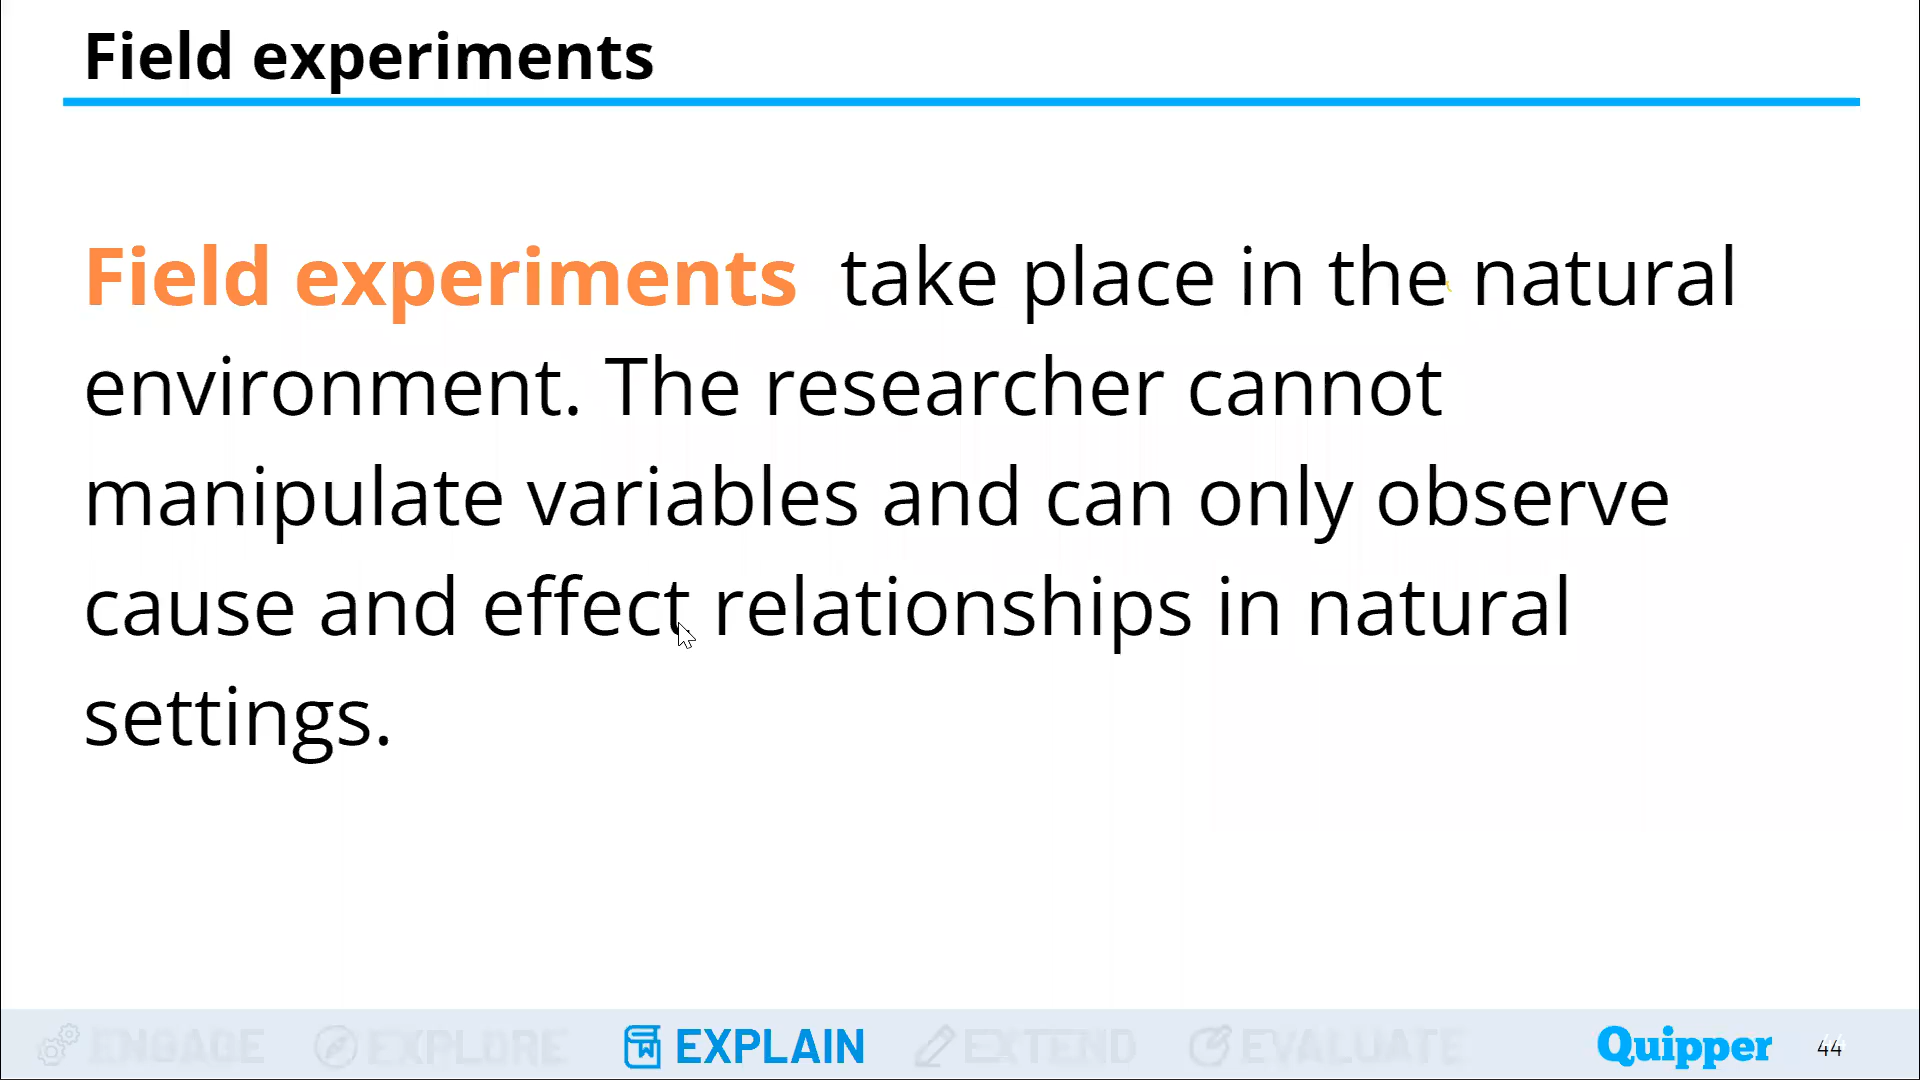 Field experiments
Field experiments take place in the natural
environment. The researcher cannot
manipulate variables and can only observe
cause and effect relationships in natural
settings.
ENGAGE EXPLORE EXPLAIN EXTEND EVALUATE Quipper 44